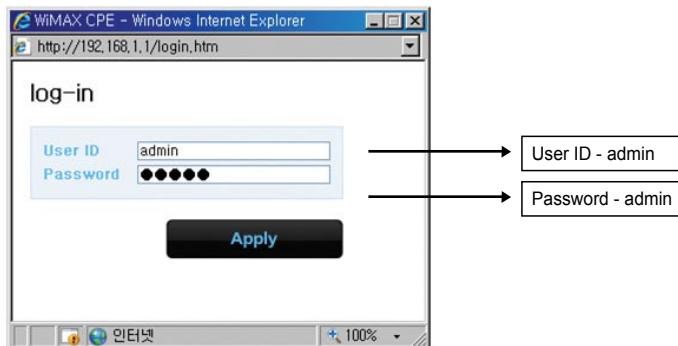 WiMAX CPE - Windows Internet Explorer
http://192,168,1,1/login,htm
log-in
User ID admin
Password ●●●●●
Apply
User ID - admin
Password - admin
인터넷 100%